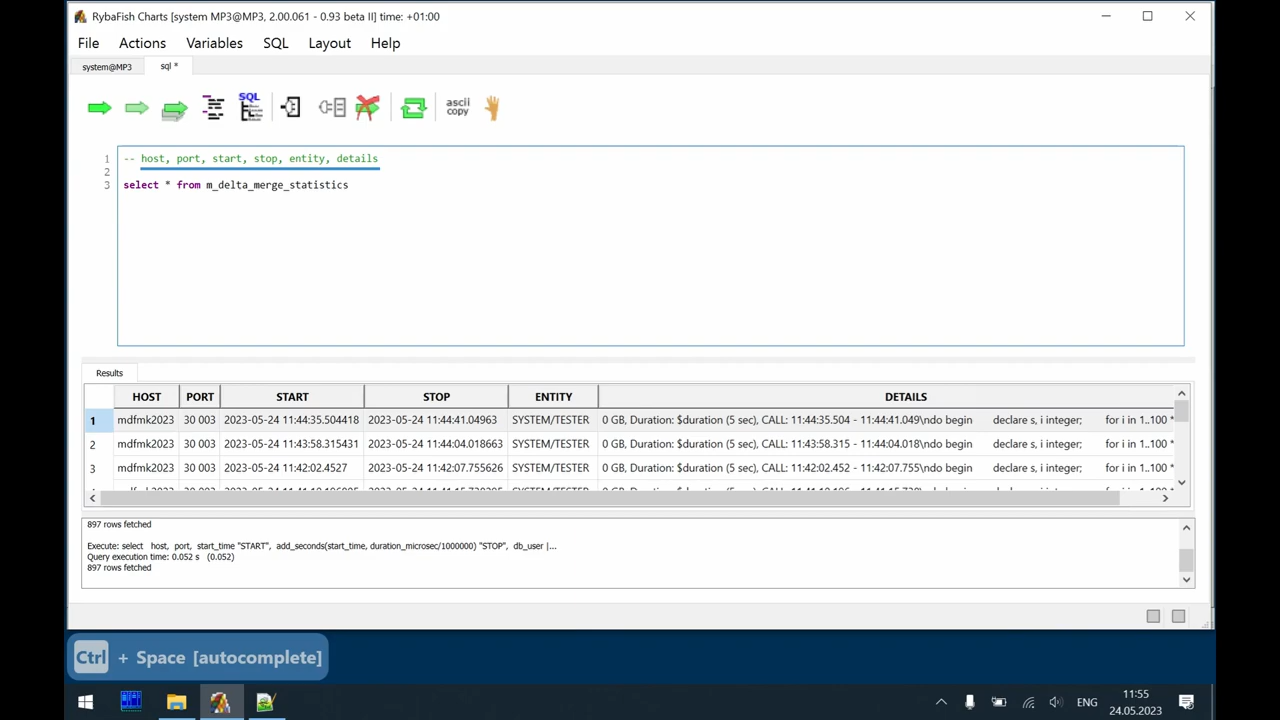 RybaFish Charts [system MP3@MP3, 2.00.061 - 0.93 beta II] time: +01:00
File Actions Variables SQL Layout Help
system@MP3 sql *
SQL
ascii copy
1 -- host, port, start, stop, entity, details
2
3 select * from m_delta_merge_statistics
Results
HOST PORT START STOP ENTITY DETAILS
1 mdfmk2023 30 003 2023-05-24 11:44:35.504418 2023-05-24 11:44:41.04963 SYSTEM/TESTER 0 GB, Duration: $duration (5 sec), CALL: 11:44:35.504 - 11:44:41.049\ndo begin declare s, i integer; for i in 1..100 *
2 mdfmk2023 30 003 2023-05-24 11:43:58.315431 2023-05-24 11:44:04.018663 SYSTEM/TESTER 0 GB, Duration: $duration (5 sec), CALL: 11:43:58.315 - 11:44:04.018\ndo begin declare s, i integer; for i in 1..100 *
3 mdfmk2023 30 003 2023-05-24 11:42:02.4527 2023-05-24 11:42:07.755626 SYSTEM/TESTER 0 GB, Duration: $duration (5 sec), CALL: 11:42:02.452 - 11:42:07.755\ndo begin declare s, i integer; for i in 1..100 *
897 rows fetched
Execute: select host, port, start_time "START", add_seconds(start_time, duration_microsec/1000000) "STOP", db_user |...
Query execution time: 0.052 s (0.052)
897 rows fetched
Ctrl + Space [autocomplete]
ENG
11:55
24.05.2023